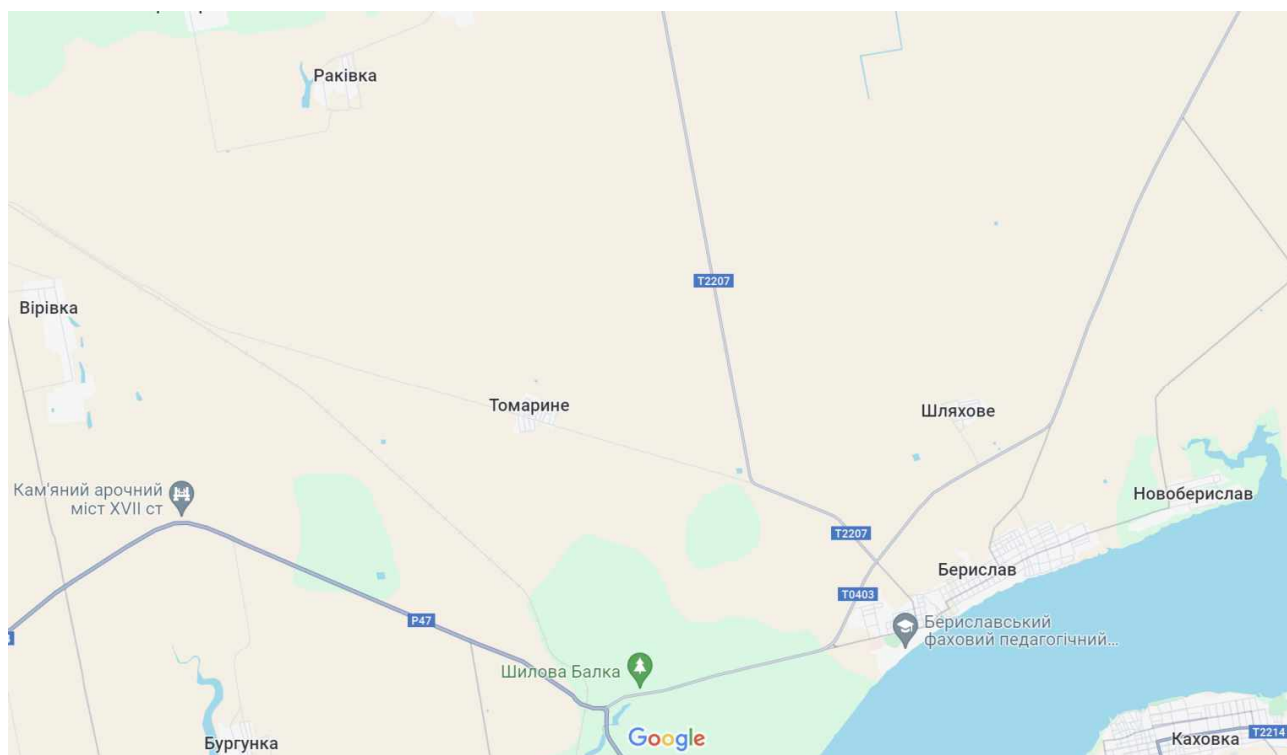 Раківка
T2207
Вірівка
Томарине
Шляхове
Кам'яний арочний
міст XVII ст
Новоберислав
T2207
Берислав
T0403
P47
Бериславський
фаховий педагогічний...
Шилова Балка
Google
Бургунка
Каховка
T2214